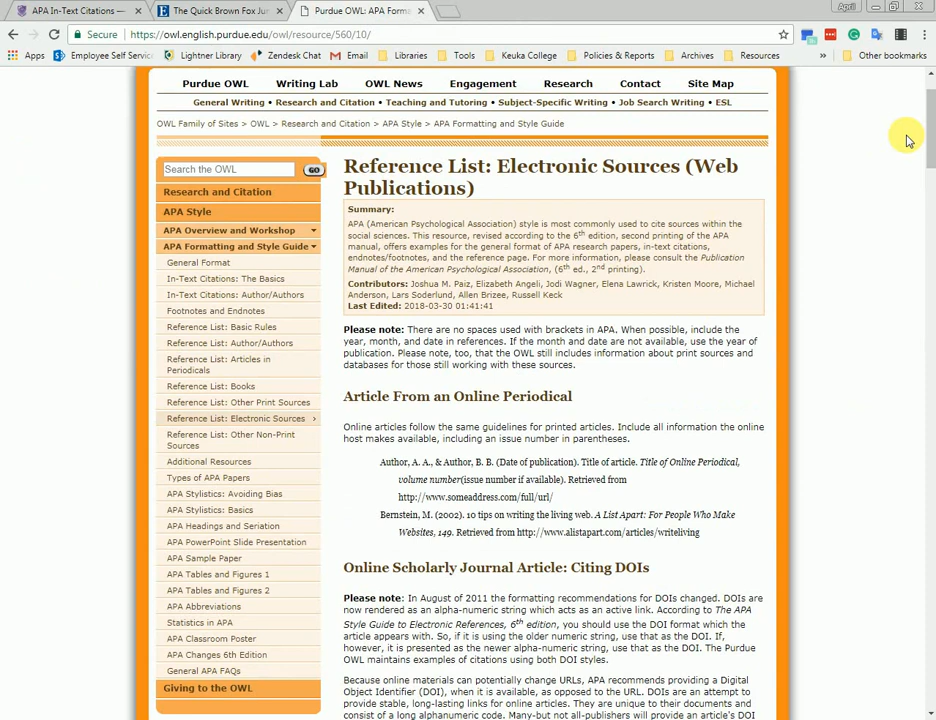 APA In-Text Citations —
The Quick Brown Fox Jum
Purdue OWL: APA Forma
April
Secure
https://owl.english.purdue.edu/owl/resource/560/10/
Apps
Employee Self Service
Lightner Library
Zendesk Chat
Email
Libraries
Tools
Keuka College
Policies & Reports
Archives
Resources
»
Other bookmarks
Purdue OWL Writing Lab OWL News Engagement Research Contact Site Map
General Writing • Research and Citation • Teaching and Tutoring • Subject-Specific Writing • Job Search Writing • ESL
OWL Family of Sites > OWL > Research and Citation > APA Style > APA Formatting and Style Guide
Search the OWL
GO
Research and Citation
APA Style
APA Overview and Workshop
APA Formatting and Style Guide
General Format
In-Text Citations: The Basics
In-Text Citations: Author/Authors
Footnotes and Endnotes
Reference List: Basic Rules
Reference List: Author/Authors
Reference List: Articles in
Periodicals
Reference List: Books
Reference List: Other Print Sources
Reference List: Electronic Sources ›
Reference List: Other Non-Print
Sources
Additional Resources
Types of APA Papers
APA Stylistics: Avoiding Bias
APA Stylistics: Basics
APA Headings and Seriation
APA PowerPoint Slide Presentation
APA Sample Paper
APA Tables and Figures 1
APA Tables and Figures 2
APA Abbreviations
Statistics in APA
APA Classroom Poster
APA Changes 6th Edition
General APA FAQs
Giving to the OWL
Reference List: Electronic Sources (Web
Publications)
Summary:
APA (American Psychological Association) style is most commonly used to cite sources within the
social sciences. This resource, revised according to the 6th edition, second printing of the APA
manual, offers examples for the general format of APA research papers, in-text citations,
endnotes/footnotes, and the reference page. For more information, please consult the Publication
Manual of the American Psychological Association, (6th ed., 2nd printing).
Contributors: Joshua M. Paiz, Elizabeth Angeli, Jodi Wagner, Elena Lawrick, Kristen Moore, Michael
Anderson, Lars Soderlund, Allen Brizee, Russell Keck
Last Edited: 2018-03-30 01:41:41
Please note: There are no spaces used with brackets in APA. When possible, include the
year, month, and date in references. If the month and date are not available, use the year of
publication. Please note, too, that the OWL still includes information about print sources and
databases for those still working with these sources.
Article From an Online Periodical
Online articles follow the same guidelines for printed articles. Include all information the online
host makes available, including an issue number in parentheses.
Author, A. A., & Author, B. B. (Date of publication). Title of article. Title of Online Periodical,
volume number(issue number if available). Retrieved from
http://www.someaddress.com/full/url/
Bernstein, M. (2002). 10 tips on writing the living web. A List Apart: For People Who Make
Websites, 149. Retrieved from http://www.alistapart.com/articles/writeliving
Online Scholarly Journal Article: Citing DOIs
Please note: In August of 2011 the formatting recommendations for DOIs changed. DOIs are
now rendered as an alpha-numeric string which acts as an active link. According to The APA
Style Guide to Electronic References, 6th edition, you should use the DOI format which the
article appears with. So, if it is using the older numeric string, use that as the DOI. If,
however, it is presented as the newer alpha-numeric string, use that as the DOI. The Purdue
OWL maintains examples of citations using both DOI styles.
Because online materials can potentially change URLs, APA recommends providing a Digital
Object Identifier (DOI), when it is available, as opposed to the URL. DOIs are an attempt to
provide stable, long-lasting links for online articles. They are unique to their documents and
consist of a long alphanumeric code. Many-but not all-publishers will provide an article's DOI